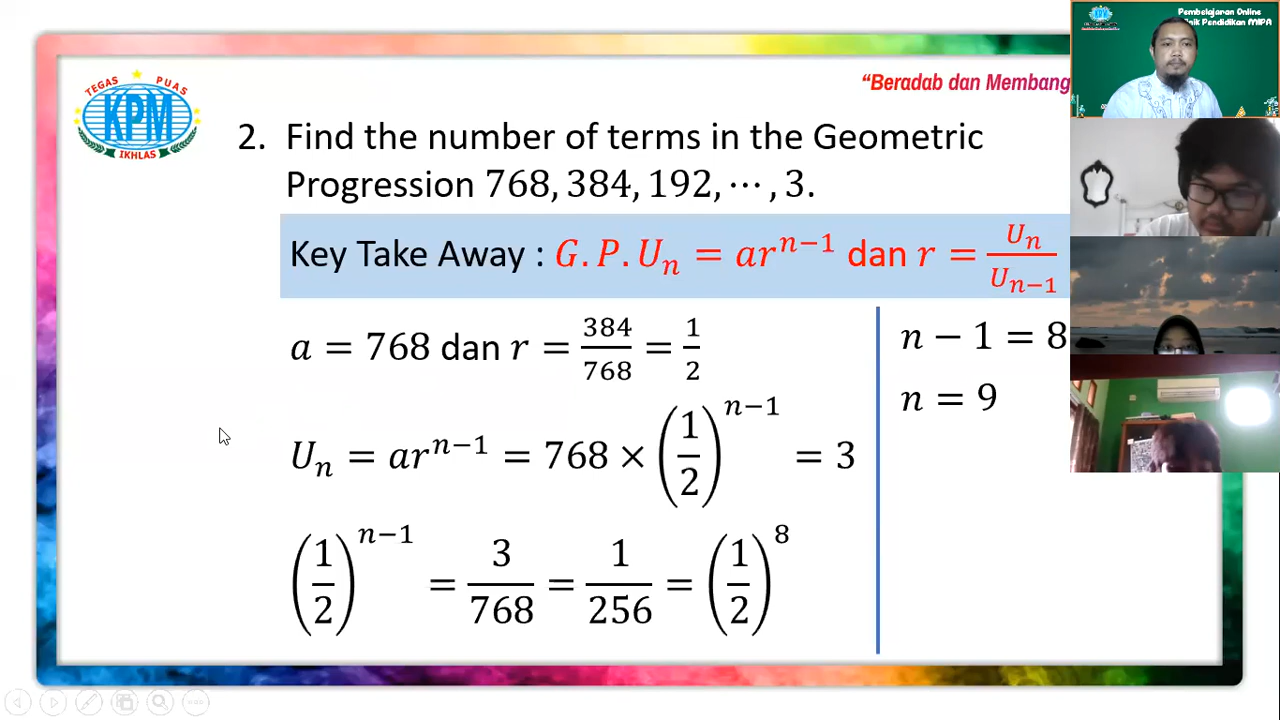 TEGAS PUAS
KPM
IKHLAS
"Beradab dan Membang
Pembelajaran Online
nik Pendidikan MIPA
2. Find the number of terms in the Geometric
Progression 768, 384, 192, ⋯ , 3.
Key Take Away : G. P. Uₙ = arⁿ⁻¹ dan r = Uₙ/Uₙ₋₁
a = 768 dan r = 384/768 = 1/2
Uₙ = arⁿ⁻¹ = 768 × (1/2)ⁿ⁻¹ = 3
(1/2)ⁿ⁻¹ = 3/768 = 1/256 = (1/2)⁸
n − 1 = 8
n = 9